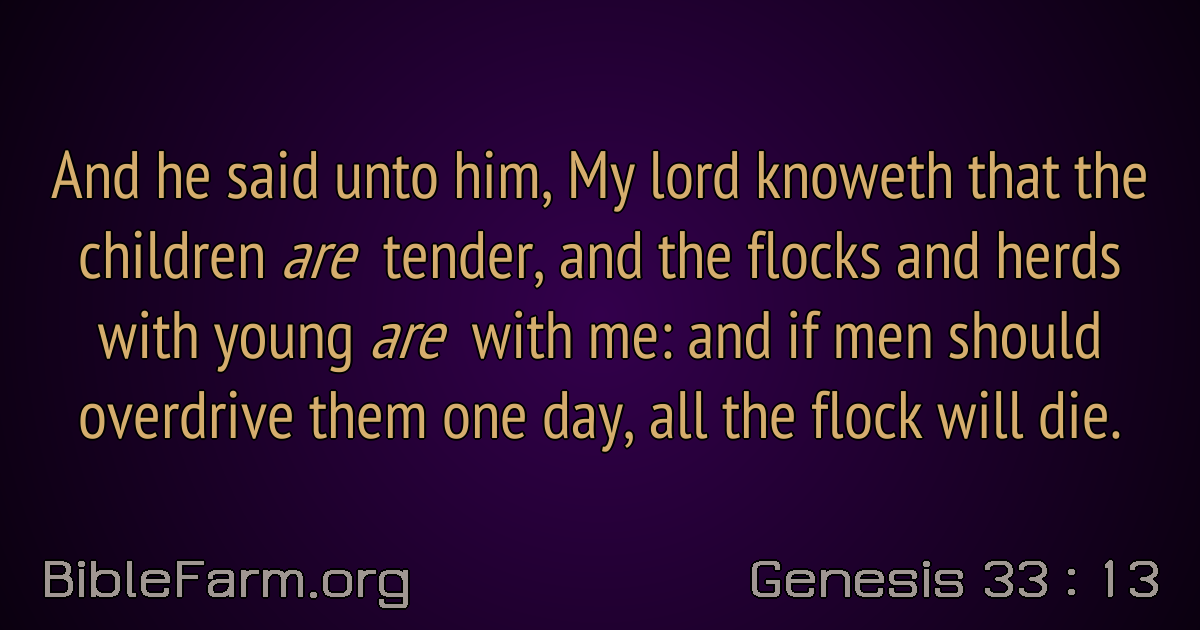 And he said unto him, My lord knoweth that the
children are tender, and the flocks and herds
with young are with me: and if men should
overdrive them one day, all the flock will die.
BibleFarm.org
Genesis 33 : 13